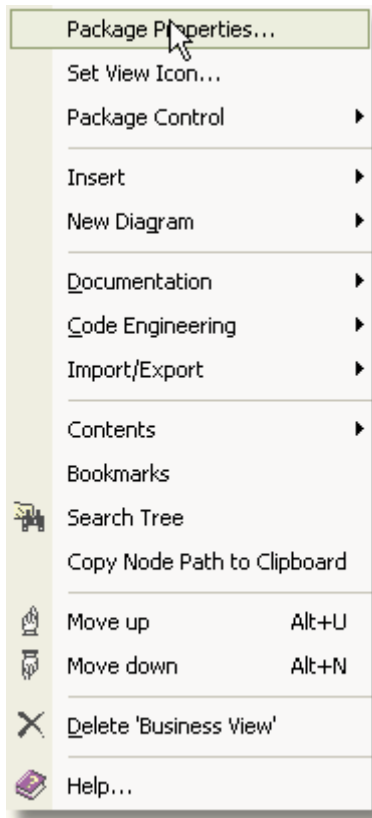 Package Properties...
Set View Icon...
Package Control
Insert
New Diagram
Documentation
Code Engineering
Import/Export
Contents
Bookmarks
Search Tree
Copy Node Path to Clipboard
Move up Alt+U
Move down Alt+N
Delete 'Business View'
Help...